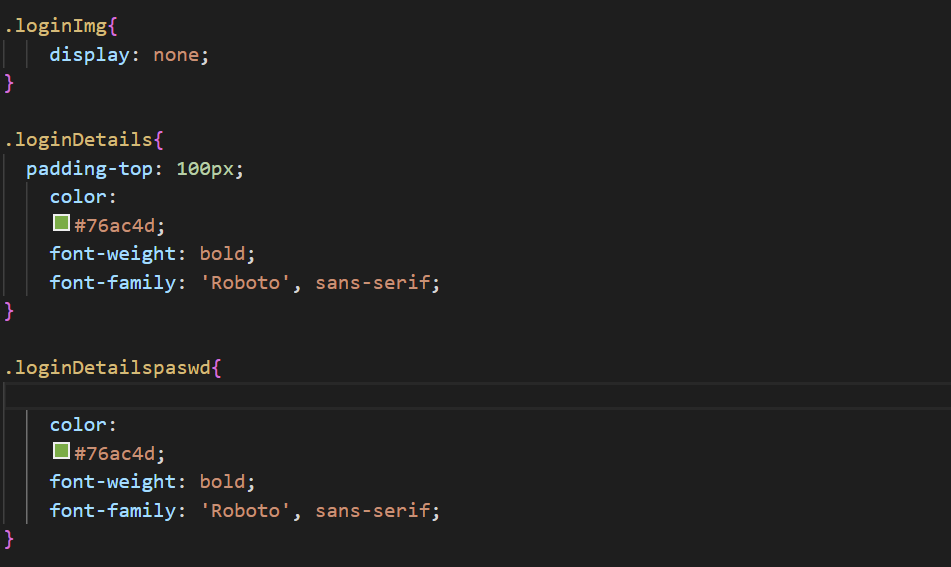 .loginImg{
    display: none;
}

.loginDetails{
  padding-top: 100px;
    color:
    #76ac4d;
    font-weight: bold;
    font-family: 'Roboto', sans-serif;
}

.loginDetailspaswd{

    color:
    #76ac4d;
    font-weight: bold;
    font-family: 'Roboto', sans-serif;
}